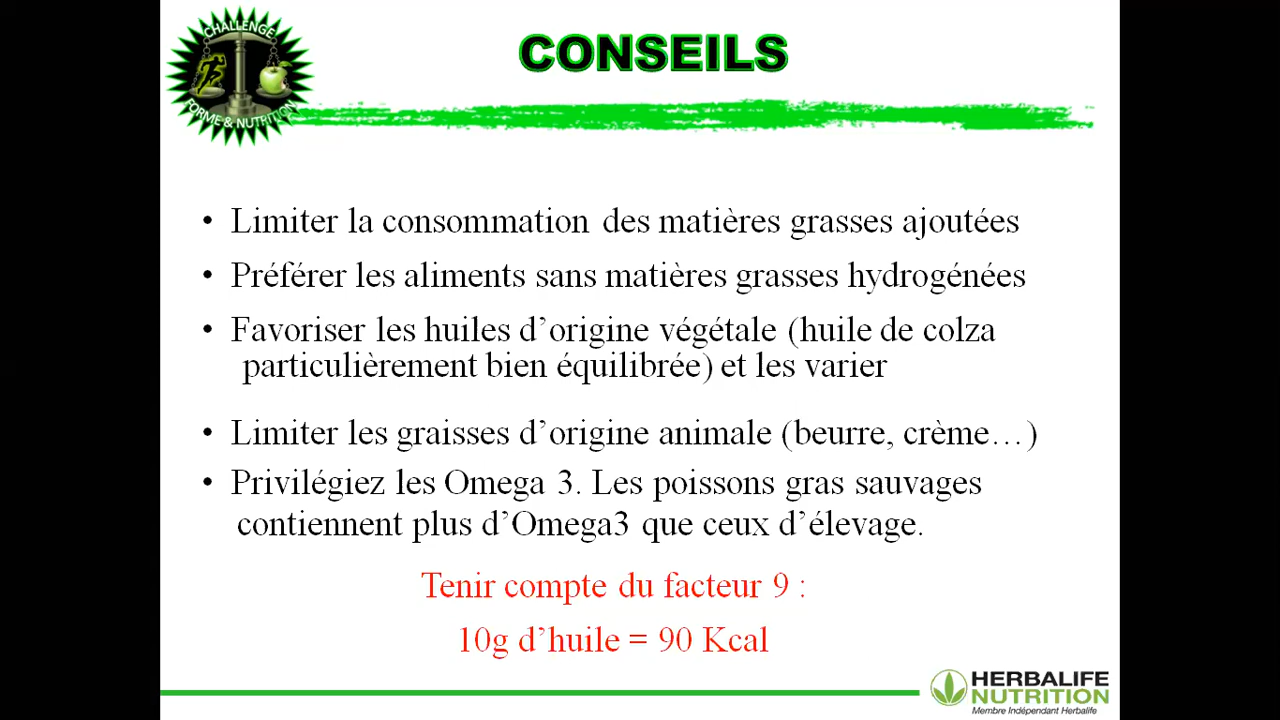 CHALLENGE
FORME & NUTRITION
CONSEILS
• Limiter la consommation des matières grasses ajoutées
• Préférer les aliments sans matières grasses hydrogénées
• Favoriser les huiles d’origine végétale (huile de colza
particulièrement bien équilibrée) et les varier
• Limiter les graisses d’origine animale (beurre, crème…)
• Privilégiez les Omega 3. Les poissons gras sauvages
contiennent plus d’Omega3 que ceux d’élevage.
Tenir compte du facteur 9 :
10g d’huile = 90 Kcal
HERBALIFE
NUTRITION
Membre Indépendant Herbalife